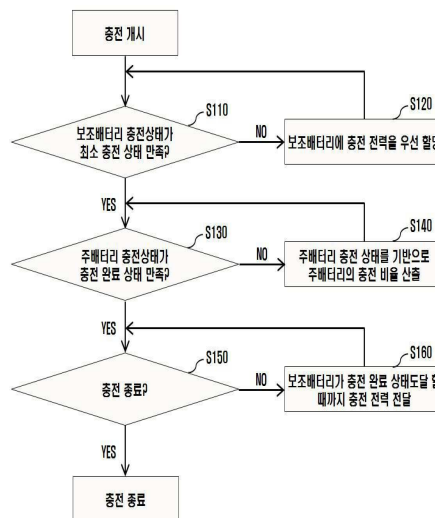 충전 개시
S110
보조배터리 충전상태가
최소 충전 상태 만족?
NO
S120
보조배터리에 충전 전력을 우선
YES
S130
주배터리 충전상태가
충전 완료 상태 만족?
NO
S140
주배터리 충전 상태를 기반으로
주배터리의 충전 비율 산출
YES
S150
충전 종료?
NO
S160
보조배터리가 충전 완료 상태도달
때까지 충전 전력 전달
YES
충전 종료